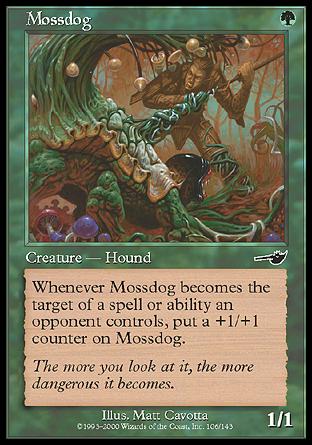 Mossdog
Creature — Hound
Whenever Mossdog becomes the
target of a spell or ability an
opponent controls, put a +1/+1
counter on Mossdog.
The more you look at it, the more
dangerous it becomes.
Illus. Matt Cavotta
©1993–2000 Wizards of the Coast, Inc. 106/143
1/1